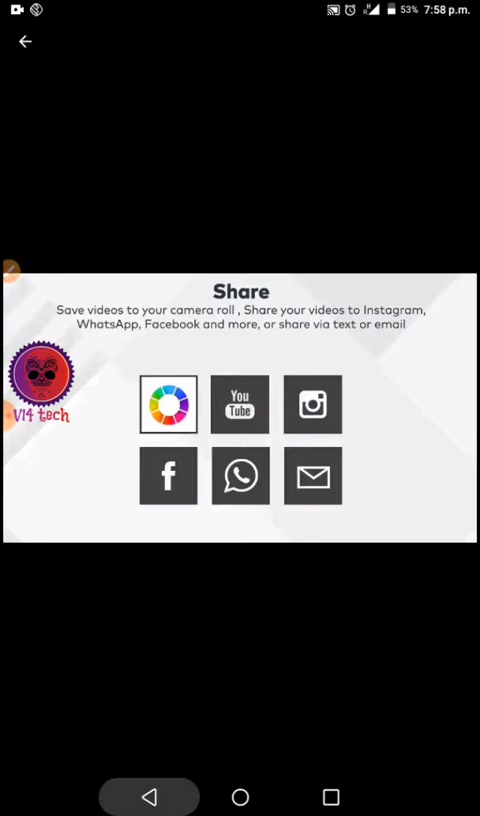 53% 7:58 p.m.
Share
Save videos to your camera roll , Share your videos to Instagram,
WhatsApp, Facebook and more, or share via text or email
V14 tech
You
Tube
f